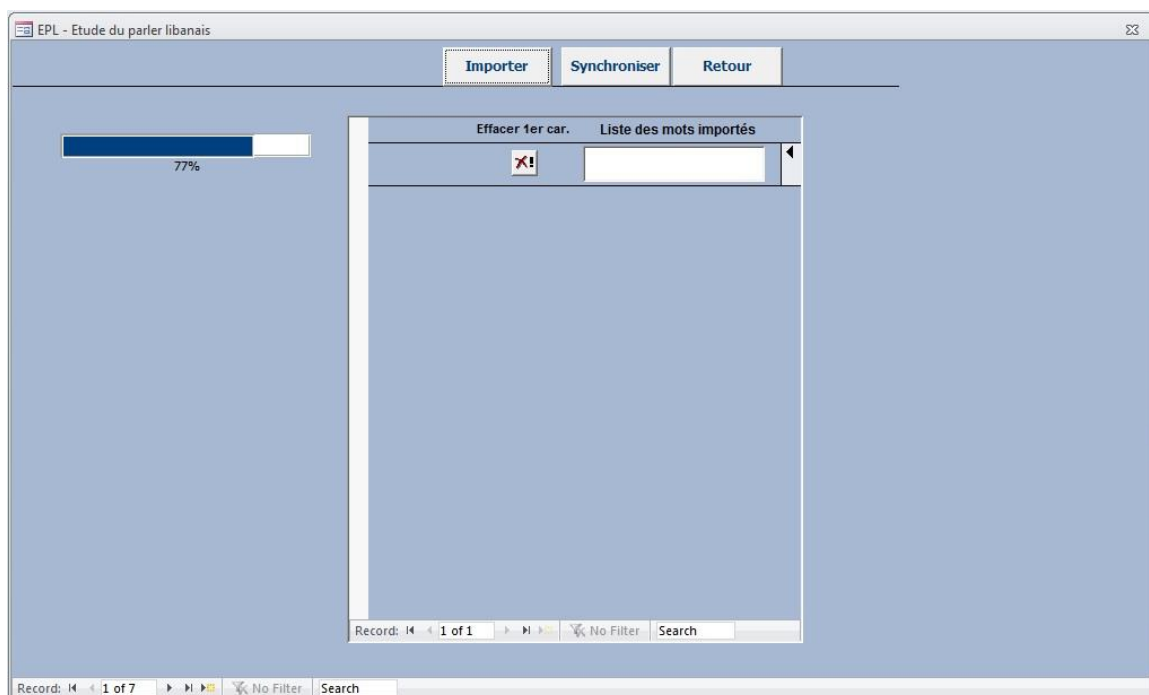 EPL - Etude du parler libanais
Importer Synchroniser Retour
Effacer 1er car. Liste des mots importés
77%
Record: 1 of 1 No Filter Search
Record: 1 of 7 No Filter Search